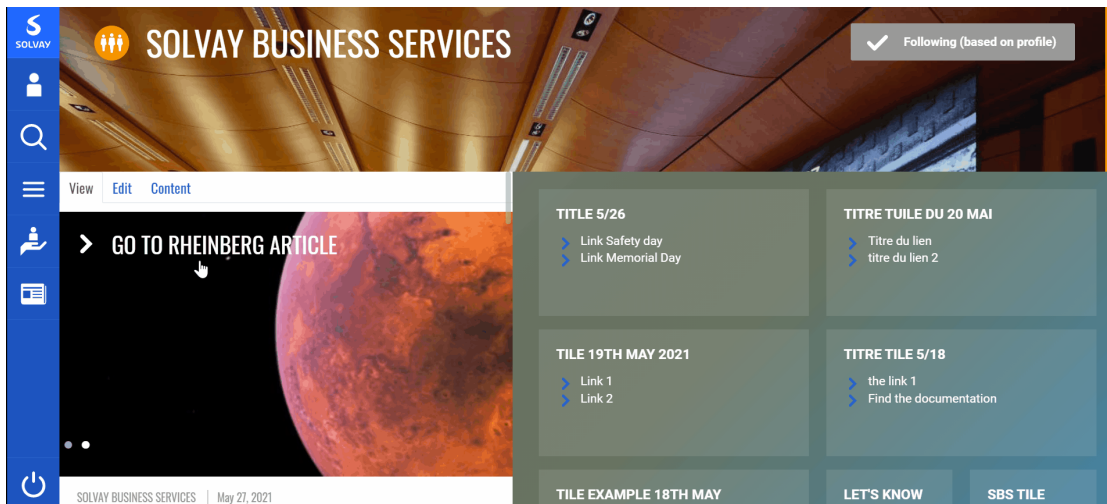 SOLVAY
SOLVAY BUSINESS SERVICES
Following (based on profile)
View Edit Content
GO TO RHEINBERG ARTICLE
SOLVAY BUSINESS SERVICES | May 27, 2021
TITLE 5/26
Link Safety day
Link Memorial Day
TITRE TUILE DU 20 MAI
Titre du lien
titre du lien 2
TILE 19TH MAY 2021
Link 1
Link 2
TITRE TILE 5/18
the link 1
Find the documentation
TILE EXAMPLE 18TH MAY
LET'S KNOW
SBS TILE